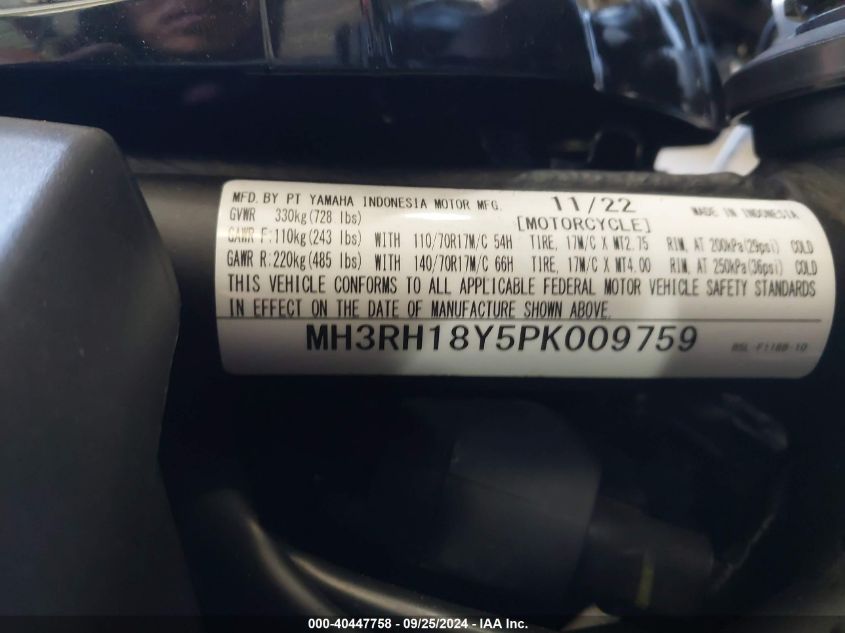 MFD. BY PT YAMAHA INDONESIA MOTOR MFG. 11/22 MADE IN INDONESIA
GVWR 330kg(728 lbs) [MOTORCYCLE]
GAWR F:110kg(243 lbs) WITH 110/70R17M/C 54H TIRE, 17M/C X MT2.75 RIM, AT 200kPa(29psi) COLD
GAWR R:220kg(485 lbs) WITH 140/70R17M/C 66H TIRE, 17M/C X MT4.00 RIM, AT 250kPa(36psi) COLD
THIS VEHICLE CONFORMS TO ALL APPLICABLE FEDERAL MOTOR VEHICLE SAFETY STANDARDS
IN EFFECT ON THE DATE OF MANUFACTURE SHOWN ABOVE.
MH3RH18Y5PK009759
000-40447758 - 09/25/2024 - IAA Inc.